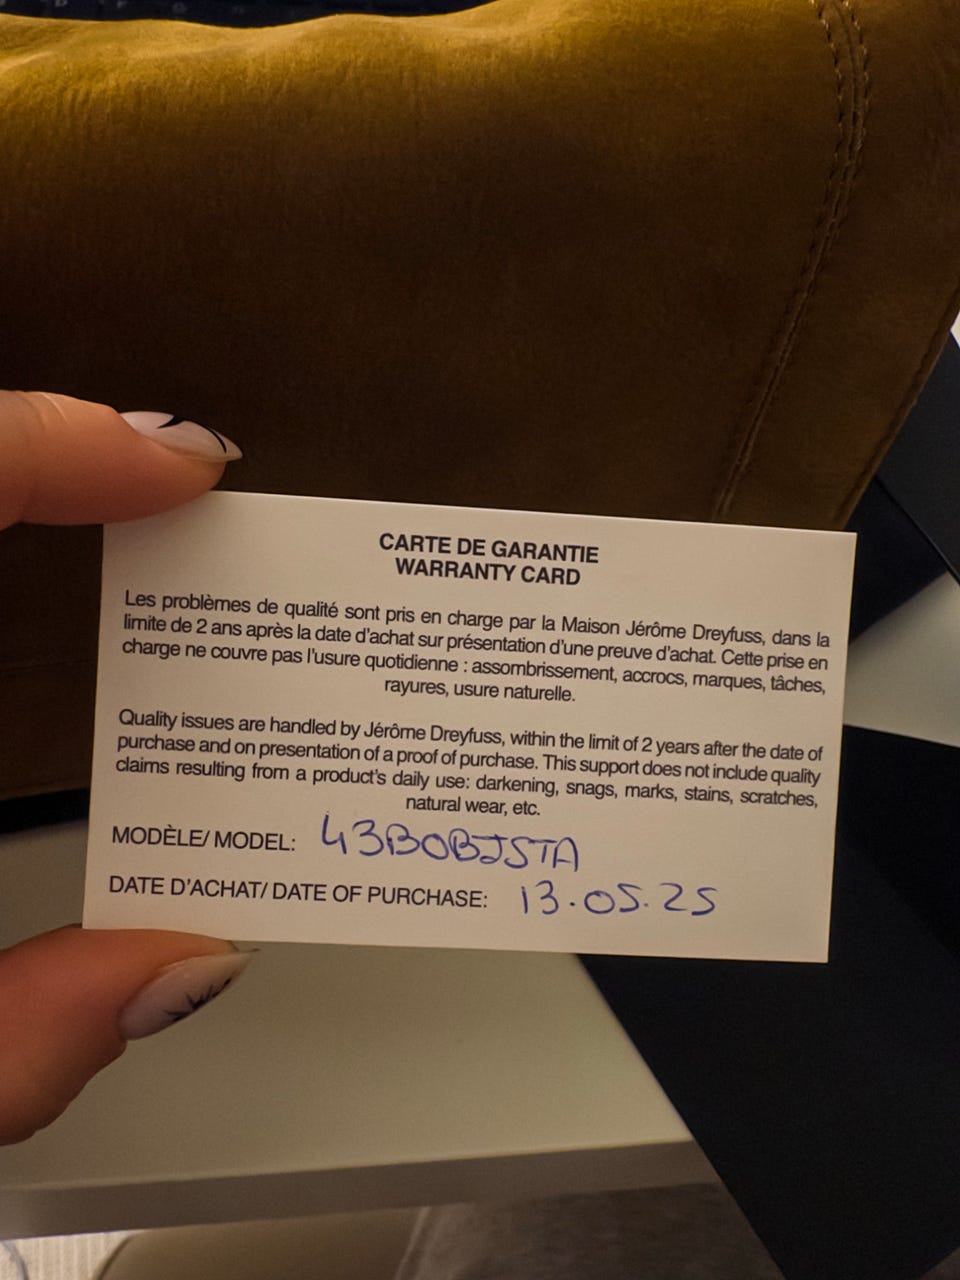 CARTE DE GARANTIE
WARRANTY CARD
Les problèmes de qualité sont pris en charge par la Maison Jérôme Dreyfuss, dans la
limite de 2 ans après la date d'achat sur présentation d'une preuve d'achat. Cette prise en
charge ne couvre pas l'usure quotidienne : assombrissement, accrocs, marques, tâches,
rayures, usure naturelle.
Quality issues are handled by Jérôme Dreyfuss, within the limit of 2 years after the date of
purchase and on presentation of a proof of purchase. This support does not include quality
claims resulting from a product's daily use: darkening, snags, marks, stains, scratches,
natural wear, etc.
MODÈLE/ MODEL: 43BOBJSTA
DATE D'ACHAT/ DATE OF PURCHASE: 13.05.25